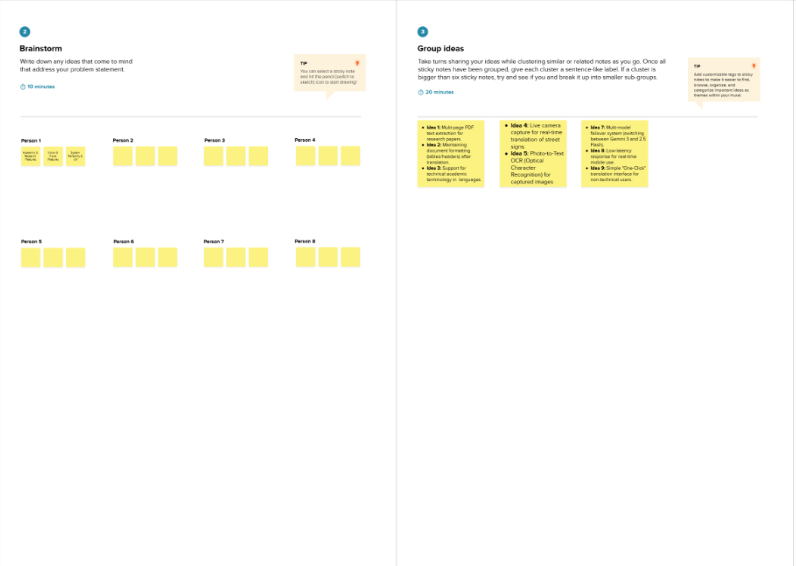 2
Brainstorm
Write down any ideas that come to mind
that address your problem statement.
10 minutes
TIP
You can select a sticky note
and hit the pencil [switch to
sketch] icon to start drawing!
Person 1
Person 2
Person 3
Person 4
Person 5
Person 6
Person 7
Person 8
3
Group ideas
Take turns sharing your ideas while clustering similar or related notes as you go. Once all
sticky notes have been grouped, give each cluster a sentence-like label. If a cluster is
bigger than six sticky notes, try and see if you and break it up into smaller sub-groups.
20 minutes
TIP
Add customizable tags to sticky
notes to make it easier to find,
browse, organize, and
categorize important ideas as
themes within your mural.
Idea 1: Multi-page PDF
text extraction for
research papers.
Idea 2: Maintaining
document formatting
(tables/headers) after
translation.
Idea 3: Support for
technical academic
terminology in languages.
Idea 4: Live camera
capture for real-time
translation of street
signs.
Idea 5: Photo-to-Text
OCR (Optical
Character
Recognition) for
captured images
Idea 7: Multi-model
failover system (switching
between Gemini 3 and 2.5
Flash).
Idea 8: Low-latency
response for real-time
mobile use.
Idea 9: Simple "One-Click"
translation interface for
non-technical users.